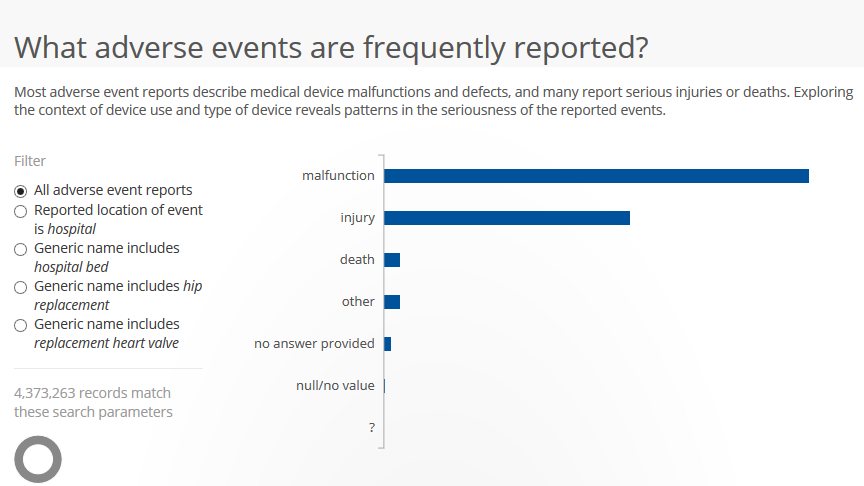 What adverse events are frequently reported?
Most adverse event reports describe medical device malfunctions and defects, and many report serious injuries or deaths. Exploring
the context of device use and type of device reveals patterns in the seriousness of the reported events.
Filter
All adverse event reports
Reported location of event
is hospital
Generic name includes
hospital bed
Generic name includes hip
replacement
Generic name includes
replacement heart valve
4,373,263 records match
these search parameters
malfunction
injury
death
other
no answer provided
null/no value
?